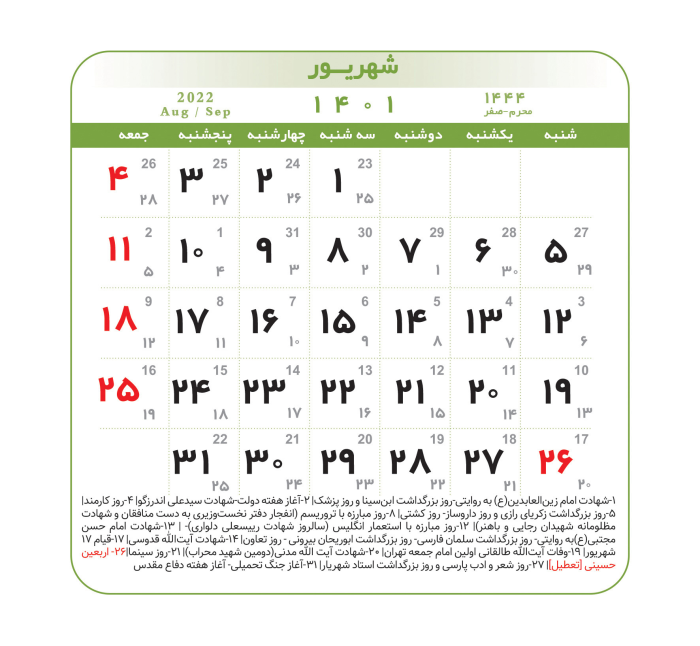 شهریــور
۱۴۴۴ ۱۴۰۱ 2022
محرم-صفر Aug / Sep
شنبه یکشنبه دوشنبه سه شنبه چهارشنبه پنجشنبه جمعه
23 24 25 26
۱ ۲ ۳ ۴
۲۵ ۲۶ ۲۷ ۲۸
27 28 29 30 31 1 2
۵ ۶ ۷ ۸ ۹ ۱۰ ۱۱
۲۹ ۳۰ ۱ ۲ ۳ ۴ ۵
3 4 5 6 7 8 9
۱۲ ۱۳ ۱۴ ۱۵ ۱۶ ۱۷ ۱۸
۶ ۷ ۸ ۹ ۱۰ ۱۱ ۱۲
10 11 12 13 14 15 16
۱۹ ۲۰ ۲۱ ۲۲ ۲۳ ۲۴ ۲۵
۱۳ ۱۴ ۱۵ ۱۶ ۱۷ ۱۸ ۱۹
17 18 19 20 21 22
۲۶ ۲۷ ۲۸ ۲۹ ۳۰ ۳۱
۲۰ ۲۱ ۲۲ ۲۳ ۲۴ ۲۵
۱-شهادت امام زین‌العابدین(ع) به روایتی-روز بزرگداشت ابن‌سینا و روز پزشک| ۲-آغاز هفته دولت-شهادت سیدعلی اندرزگو| ۴-روز کارمند|
۵-روز بزرگداشت زکریای رازی و روز داروساز- روز کشتی| ۸-روز مبارزه با تروریسم (انفجار دفتر نخست‌وزیری به دست منافقان و شهادت
مظلومانه شهیدان رجایی و باهنر)| ۱۲-روز مبارزه با استعمار انگلیس (سالروز شهادت رییسعلی دلواری)- | ۱۳-شهادت امام حسن
مجتبی(ع)به روایتی- روز بزرگداشت سلمان فارسی- روز بزرگداشت ابوریحان بیرونی - روز تعاون| ۱۴-شهادت آیت‌الله قدوسی| ۱۷-قیام ۱۷
شهریور| ۱۹-وفات آیت‌الله طالقانی اولین امام جمعه تهران| ۲۰-شهادت آیت الله مدنی(دومین شهید محراب)| ۲۱-روز سینما|۲۶- اربعین
حسینی [تعطیل]| ۲۷-روز شعر و ادب پارسی و روز بزرگداشت استاد شهریار| ۳۱-آغاز جنگ تحمیلی- آغاز هفته دفاع مقدس